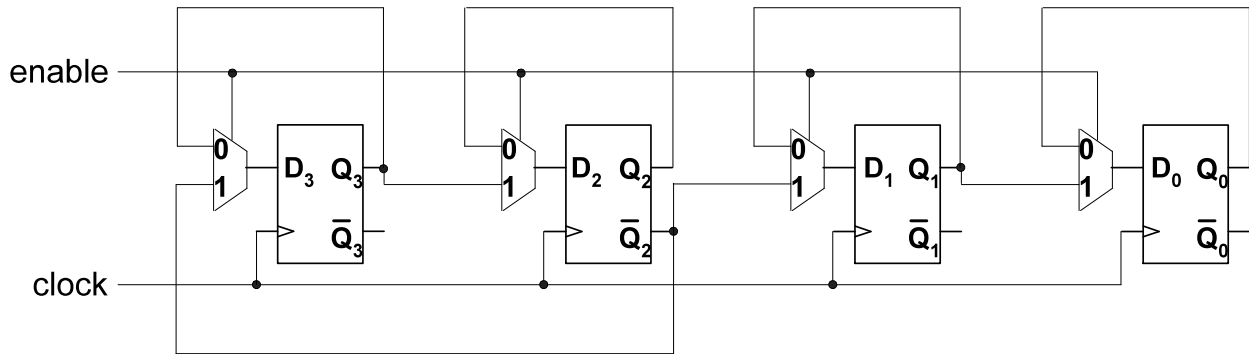 enable
0 0 0 0
D₃ Q₃ D₂ Q₂ D₁ Q₁ D₀ Q₀
1 1 1 1
Q̅₃ Q̅₂ Q̅₁ Q̅₀
clock